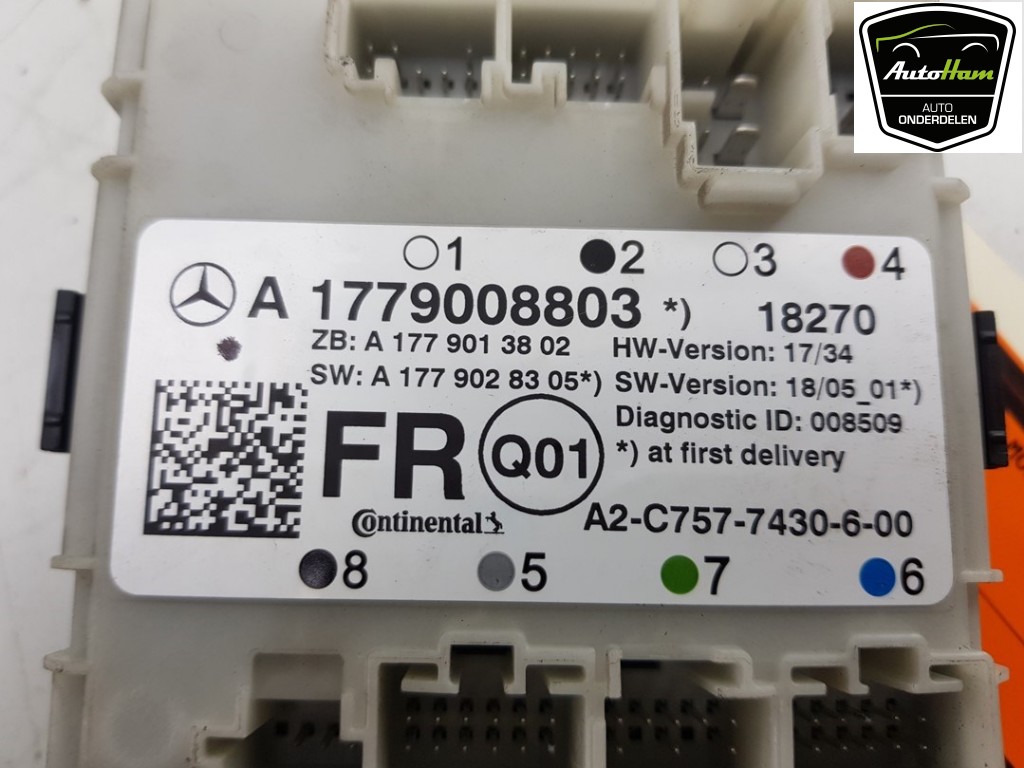 AutoHam
AUTO
ONDERDELEN
1 2 3 4
A 1779008803 *) 18270
ZB: A 177 901 38 02 HW-Version: 17/34
SW: A 177 902 83 05*) SW-Version: 18/05_01*)
Diagnostic ID: 008509
FR Q01 *) at first delivery
Continental A2-C757-7430-6-00
8 5 7 6